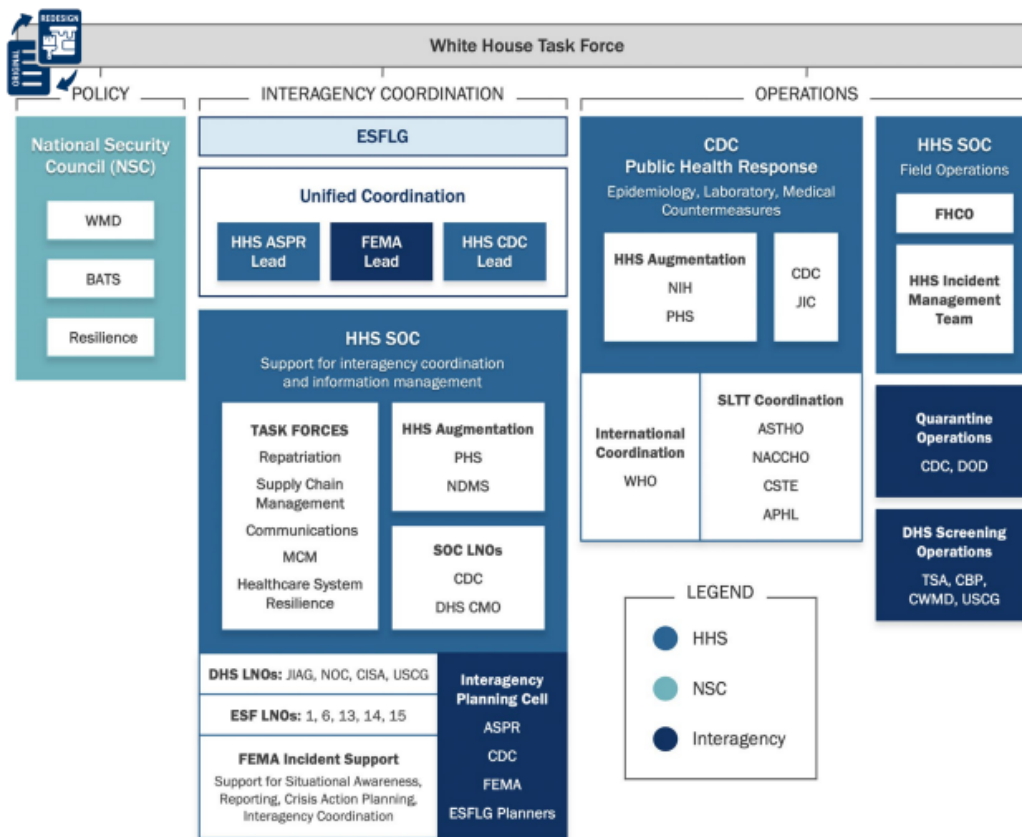 REDESIGN
ORIGINAL
White House Task Force
POLICY
INTERAGENCY COORDINATION
OPERATIONS
National Security
Council (NSC)
WMD
BATS
Resilience
ESFLG
Unified Coordination
HHS ASPR
Lead
FEMA
Lead
HHS CDC
Lead
HHS SOC
Support for interagency coordination
and information management
TASK FORCES
Repatriation
Supply Chain
Management
Communications
MCM
Healthcare System
Resilience
HHS Augmentation
PHS
NDMS
SOC LNOs
CDC
DHS CMO
DHS LNOs: JIAG, NOC, CISA, USCG
ESF LNOs: 1, 6, 13, 14, 15
FEMA Incident Support
Support for Situational Awareness,
Reporting, Crisis Action Planning,
Interagency Coordination
Interagency
Planning Cell
ASPR
CDC
FEMA
ESFLG Planners
CDC
Public Health Response
Epidemiology, Laboratory, Medical
Countermeasures
HHS Augmentation
NIH
PHS
CDC
JIC
International
Coordination
WHO
SLTT Coordination
ASTHO
NACCHO
CSTE
APHL
HHS SOC
Field Operations
FHCO
HHS Incident
Management
Team
Quarantine
Operations
CDC, DOD
DHS Screening
Operations
TSA, CBP,
CWMD, USCG
LEGEND
HHS
NSC
Interagency